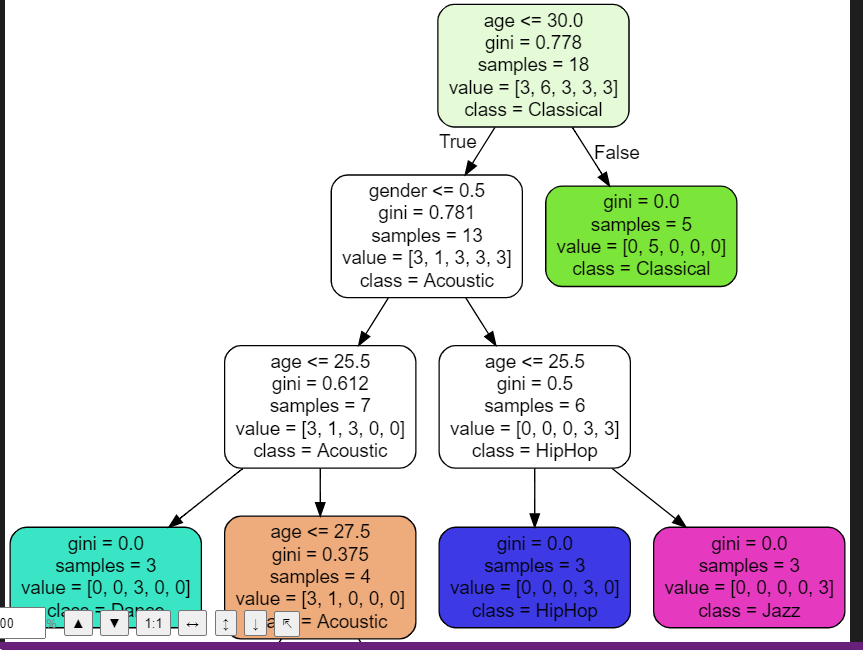 age <= 30.0
gini = 0.778
samples = 18
value = [3, 6, 3, 3, 3]
class = Classical
True
False
gender <= 0.5
gini = 0.781
samples = 13
value = [3, 1, 3, 3, 3]
class = Acoustic
gini = 0.0
samples = 5
value = [0, 5, 0, 0, 0]
class = Classical
age <= 25.5
gini = 0.612
samples = 7
value = [3, 1, 3, 0, 0]
class = Acoustic
age <= 25.5
gini = 0.5
samples = 6
value = [0, 0, 0, 3, 3]
class = HipHop
gini = 0.0
samples = 3
value = [0, 0, 3, 0, 0]
class = Dance
age <= 27.5
gini = 0.375
samples = 4
value = [3, 1, 0, 0, 0]
= Acoustic
gini = 0.0
samples = 3
value = [0, 0, 0, 3, 0]
class = HipHop
gini = 0.0
samples = 3
value = [0, 0, 0, 0, 3]
class = Jazz
00 % ▲ ▼ 1:1 ↔ ↕ ↓ ↖